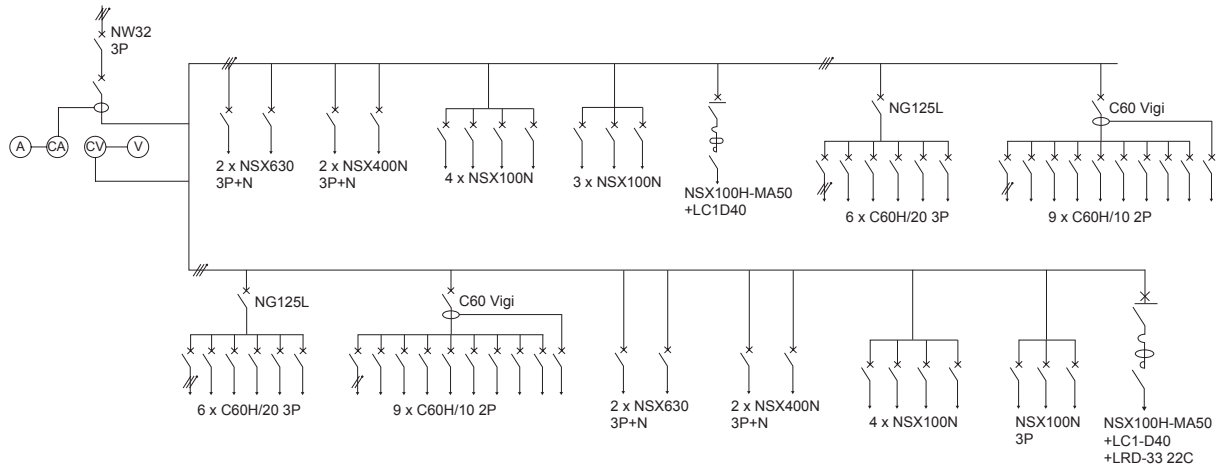 NW32
3P
A
CA
CV
V
2 x NSX630
3P+N
2 x NSX400N
3P+N
4 x NSX100N
3 x NSX100N
NSX100H-MA50
+LC1D40
NG125L
6 x C60H/20 3P
C60 Vigi
9 x C60H/10 2P
NG125L
6 x C60H/20 3P
C60 Vigi
9 x C60H/10 2P
2 x NSX630
3P+N
2 x NSX400N
3P+N
4 x NSX100N
NSX100N
3P
NSX100H-MA50
+LC1-D40
+LRD-33 22C